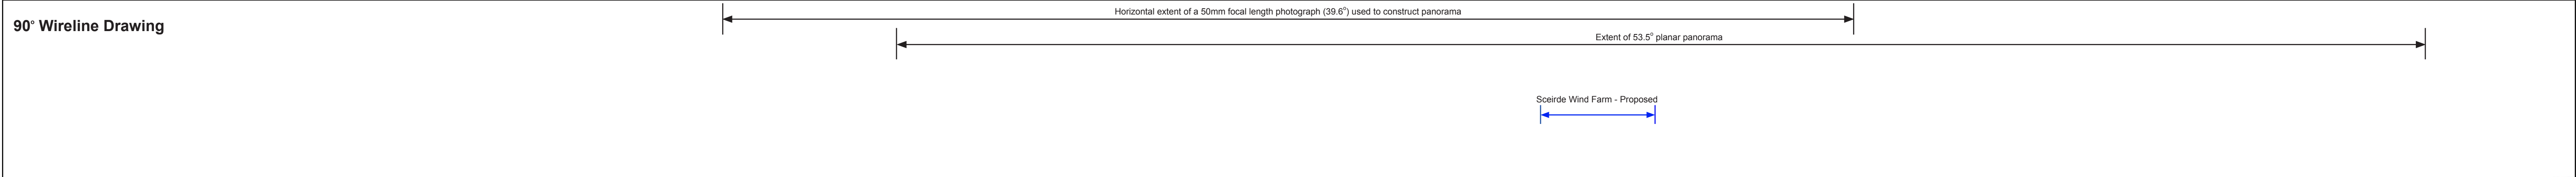 90° Wireline Drawing
Horizontal extent of a 50mm focal length photograph (39.6°) used to construct panorama
Extent of 53.5° planar panorama
Sceirde Wind Farm - Proposed